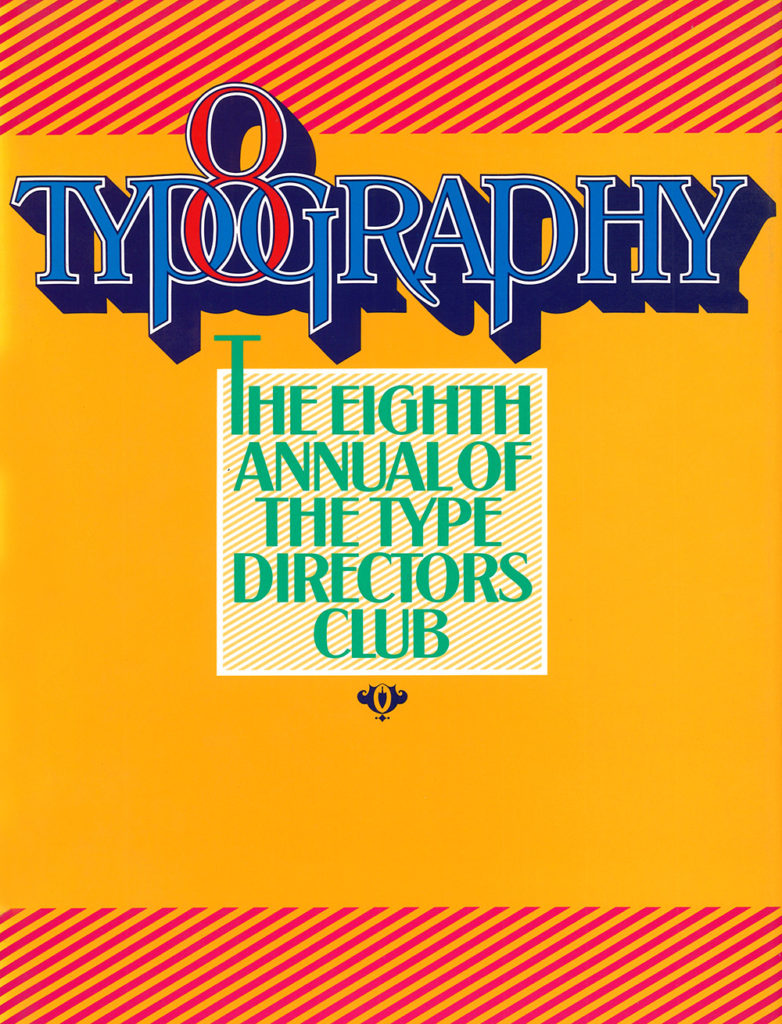 TYPOGRAPHY 8
THE EIGHTH
ANNUAL OF
THE TYPE
DIRECTORS
CLUB